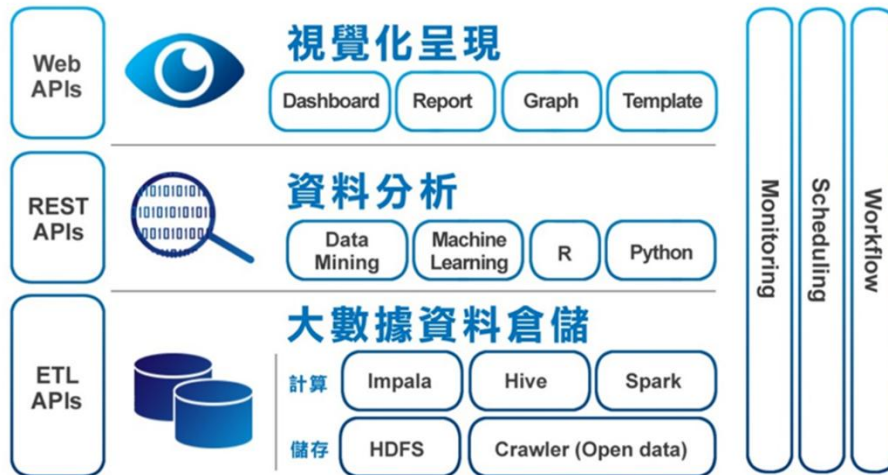 Web
APIs
視覺化呈現
Dashboard
Report
Graph
Template
REST
APIs
資料分析
Data
Mining
Machine
Learning
R
Python
ETL
APIs
大數據資料倉儲
計算
Impala
Hive
Spark
儲存
HDFS
Crawler (Open data)
Monitoring
Scheduling
Workflow